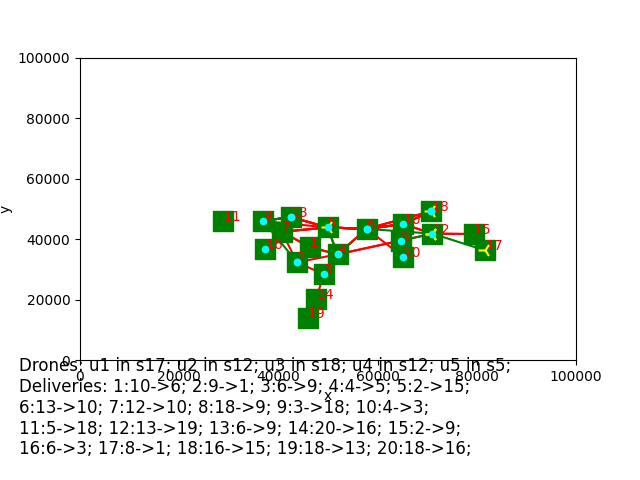 100000
80000
60000
40000
20000
0
0 20000 40000 60000 80000 100000
x
y
11
3
18
15
17
14
19
Drones: u1 in s17; u2 in s12; u3 in s18; u4 in s12; u5 in s5;
Deliveries: 1:10->6; 2:9->1; 3:6->9; 4:4->5; 5:2->15;
6:13->10; 7:12->10; 8:18->9; 9:3->18; 10:4->3;
11:5->18; 12:13->19; 13:6->9; 14:20->16; 15:2->9;
16:6->3; 17:8->1; 18:16->15; 19:18->13; 20:18->16;